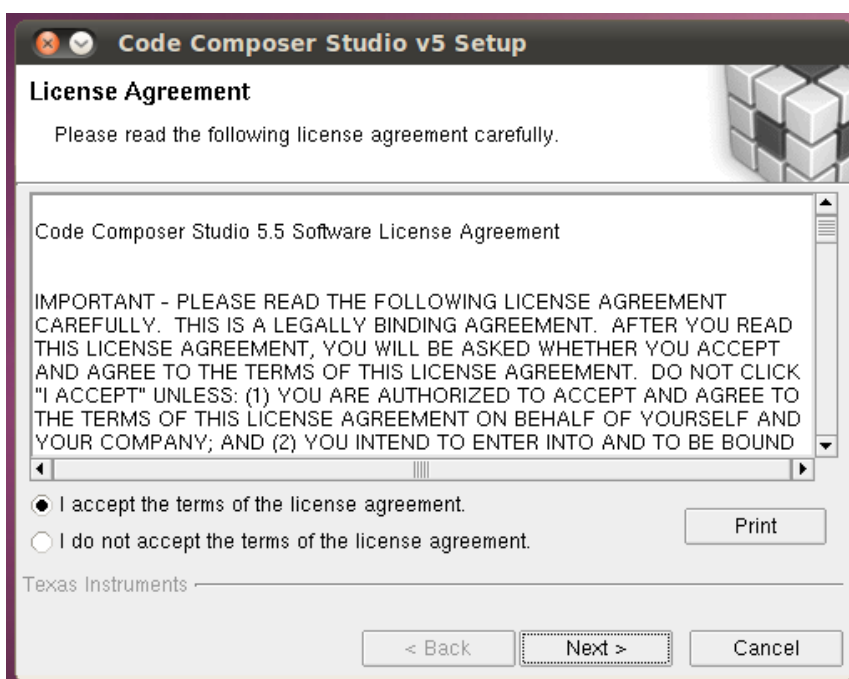 Code Composer Studio v5 Setup
License Agreement
Please read the following license agreement carefully.
Code Composer Studio 5.5 Software License Agreement
IMPORTANT - PLEASE READ THE FOLLOWING LICENSE AGREEMENT
CAREFULLY.  THIS IS A LEGALLY BINDING AGREEMENT.  AFTER YOU READ
THIS LICENSE AGREEMENT, YOU WILL BE ASKED WHETHER YOU ACCEPT
AND AGREE TO THE TERMS OF THIS LICENSE AGREEMENT.  DO NOT CLICK
"I ACCEPT" UNLESS: (1) YOU ARE AUTHORIZED TO ACCEPT AND AGREE TO
THE TERMS OF THIS LICENSE AGREEMENT ON BEHALF OF YOURSELF AND
YOUR COMPANY; AND (2) YOU INTEND TO ENTER INTO AND TO BE BOUND
I accept the terms of the license agreement.
I do not accept the terms of the license agreement.
Print
Texas Instruments
< Back
Next >
Cancel